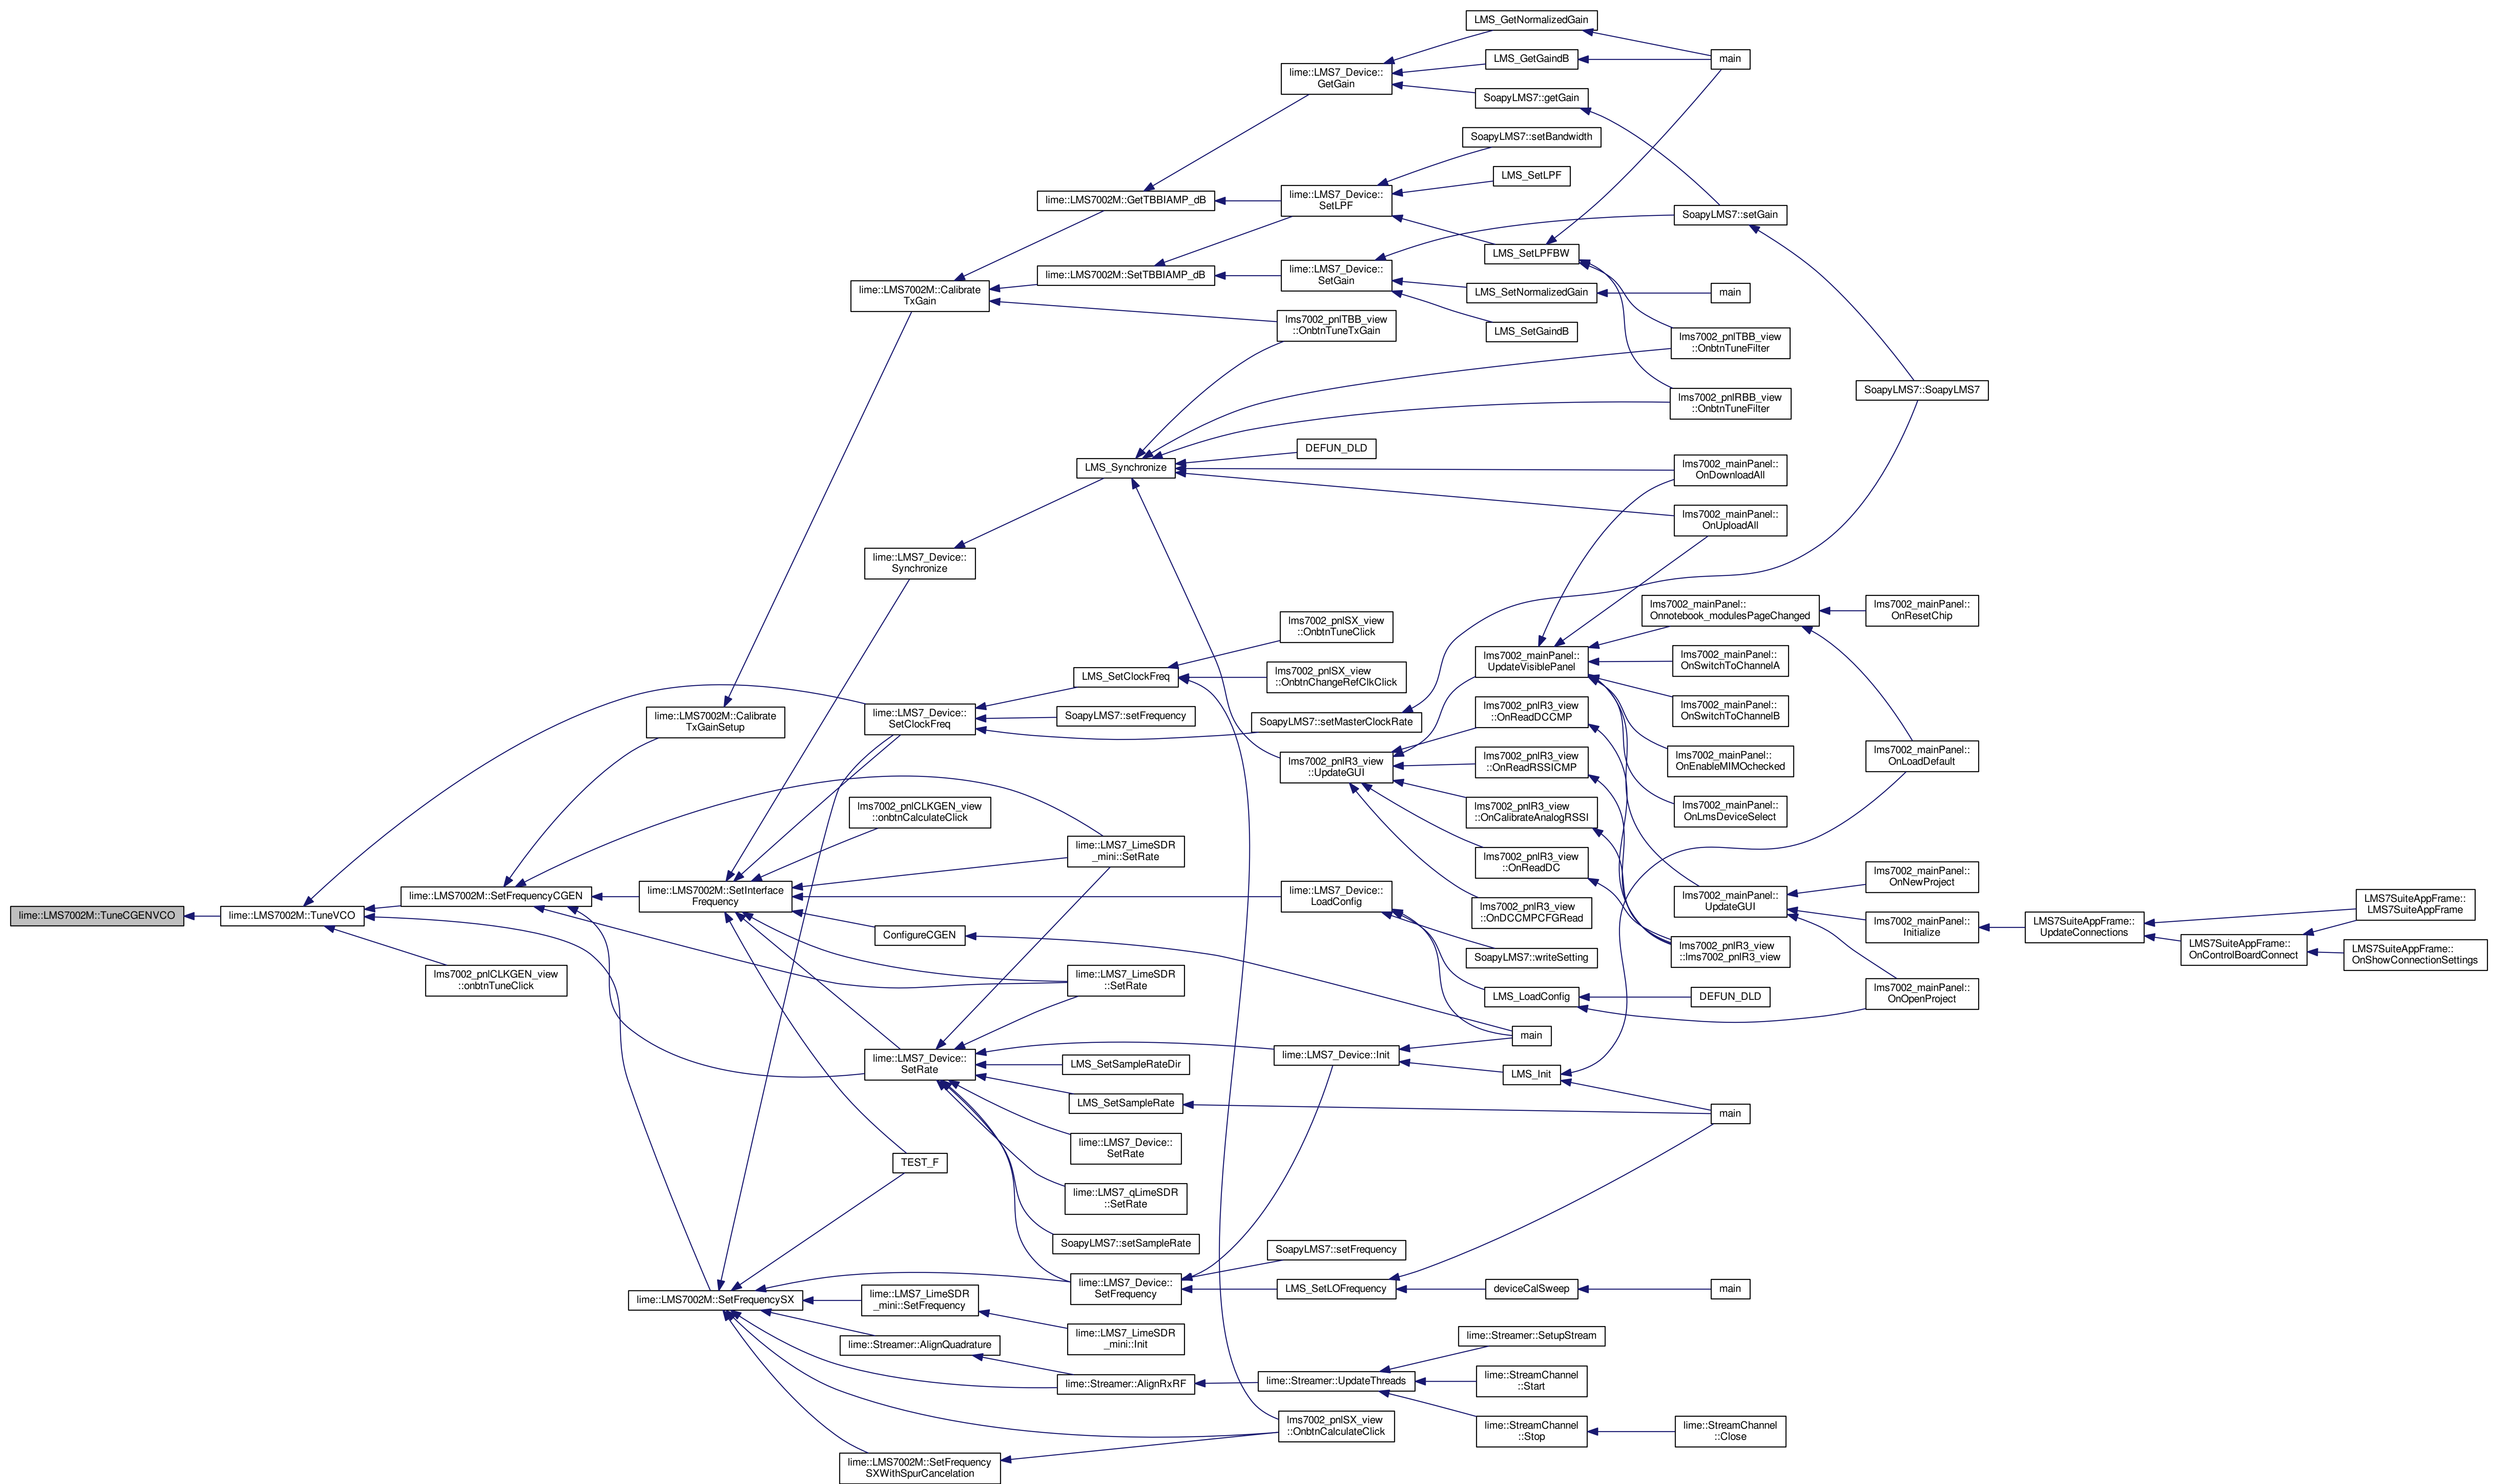 lime::LMS7002M::TuneCGENVCO
lime::LMS7002M::TuneVCO
lime::LMS7002M::SetFrequencyCGEN
lms7002_pnlCLKGEN_view
::onbtnTuneClick
lime::LMS7002M::Calibrate
TxGainSetup
lime::LMS7002M::SetInterface
Frequency
lime::LMS7002M::SetFrequencySX
lime::LMS7002M::Calibrate
TxGain
lime::LMS7_Device::
Synchronize
lime::LMS7_Device::
SetClockFreq
lms7002_pnlCLKGEN_view
::onbtnCalculateClick
ConfigureCGEN
lime::LMS7_Device::
SetRate
TEST_F
lime::LMS7_LimeSDR
_mini::SetFrequency
lime::Streamer::AlignQuadrature
lime::LMS7002M::SetFrequency
SXWithSpurCancelation
lime::LMS7002M::GetTBBIAMP_dB
lime::LMS7002M::SetTBBIAMP_dB
LMS_Synchronize
LMS_SetClockFreq
SoapyLMS7::setFrequency
lime::LMS7_LimeSDR
_mini::SetRate
lime::LMS7_LimeSDR
::SetRate
LMS_SetSampleRateDir
LMS_SetSampleRate
lime::LMS7_Device::
SetRate
lime::LMS7_qLimeSDR
::SetRate
SoapyLMS7::setSampleRate
lime::LMS7_Device::
SetFrequency
lime::LMS7_LimeSDR
_mini::Init
lime::Streamer::AlignRxRF
lime::LMS7_Device::
GetGain
lime::LMS7_Device::
SetLPF
lime::LMS7_Device::
SetGain
lms7002_pnlTBB_view
::OnbtnTuneTxGain
DEFUN_DLD
lms7002_pnlSX_view
::OnbtnTuneClick
lms7002_pnlSX_view
::OnbtnChangeRefClkClick
SoapyLMS7::setMasterClockRate
lms7002_pnlR3_view
::UpdateGUI
lime::LMS7_Device::
LoadConfig
lime::LMS7_Device::Init
SoapyLMS7::setFrequency
LMS_SetLOFrequency
lime::Streamer::UpdateThreads
lms7002_pnlSX_view
::OnbtnCalculateClick
LMS_GetNormalizedGain
LMS_GetGaindB
SoapyLMS7::getGain
SoapyLMS7::setBandwidth
LMS_SetLPF
LMS_SetLPFBW
LMS_SetNormalizedGain
LMS_SetGaindB
lms7002_mainPanel::
UpdateVisiblePanel
lms7002_pnlR3_view
::OnReadDCCMP
lms7002_pnlR3_view
::OnReadRSSICMP
lms7002_pnlR3_view
::OnCalibrateAnalogRSSI
lms7002_pnlR3_view
::OnReadDC
lms7002_pnlR3_view
::OnDCCMPCFGRead
SoapyLMS7::writeSetting
LMS_LoadConfig
main
LMS_Init
deviceCalSweep
lime::Streamer::SetupStream
lime::StreamChannel
::Start
lime::StreamChannel
::Stop
main
SoapyLMS7::setGain
main
lms7002_pnlTBB_view
::OnbtnTuneFilter
lms7002_pnlRBB_view
::OnbtnTuneFilter
lms7002_mainPanel::
OnDownloadAll
lms7002_mainPanel::
OnUploadAll
lms7002_mainPanel::
Onnotebook_modulesPageChanged
lms7002_mainPanel::
OnSwitchToChannelA
lms7002_mainPanel::
OnSwitchToChannelB
lms7002_mainPanel::
OnEnableMIMOchecked
lms7002_mainPanel::
OnLmsDeviceSelect
lms7002_mainPanel::
UpdateGUI
lms7002_pnlR3_view
::lms7002_pnlR3_view
DEFUN_DLD
main
main
lime::StreamChannel
::Close
SoapyLMS7::SoapyLMS7
lms7002_mainPanel::
OnResetChip
lms7002_mainPanel::
OnLoadDefault
lms7002_mainPanel::
OnNewProject
lms7002_mainPanel::
Initialize
lms7002_mainPanel::
OnOpenProject
LMS7SuiteAppFrame::
UpdateConnections
LMS7SuiteAppFrame::
OnControlBoardConnect
LMS7SuiteAppFrame::
LMS7SuiteAppFrame
LMS7SuiteAppFrame::
OnShowConnectionSettings